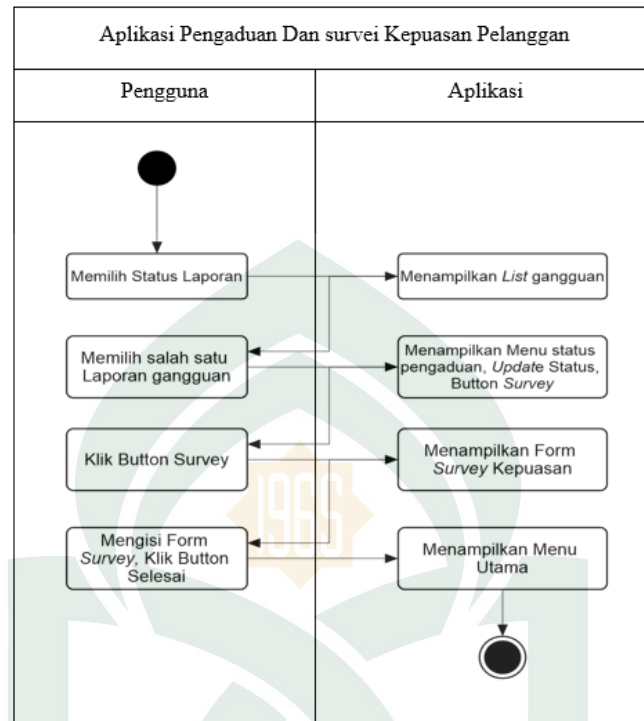 Aplikasi Pengaduan Dan survei Kepuasan Pelanggan
Pengguna
Aplikasi
Memilih Status Laporan
Menampilkan List gangguan
Memilih salah satu
Laporan gangguan
Menampilkan Menu status
pengaduan, Update Status,
Button Survey
Klik Button Survey
Menampilkan Form
Survey Kepuasan
Mengisi Form
Survey, Klik Button
Selesai
Menampilkan Menu
Utama
1965